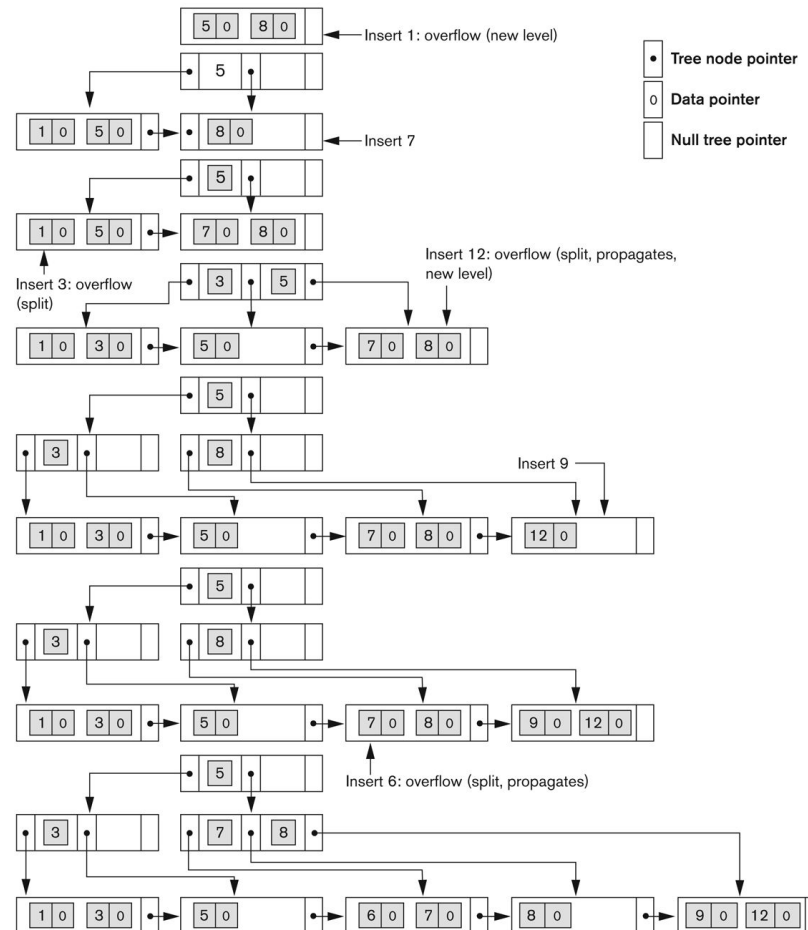 5 0 8 0
Insert 1: overflow (new level)
5
Tree node pointer
0 Data pointer
Null tree pointer
1 0 5 0 8 0
Insert 7
5
1 0 5 0 7 0 8 0
Insert 3: overflow
(split)
Insert 12: overflow (split, propagates,
new level)
3 5
1 0 3 0 5 0 7 0 8 0
5
3 8
Insert 9
1 0 3 0 5 0 7 0 8 0 12 0
5
3 8
1 0 3 0 5 0 7 0 8 0 9 0 12 0
Insert 6: overflow (split, propagates)
5
3 7 8
1 0 3 0 5 0 6 0 7 0 8 0 9 0 12 0